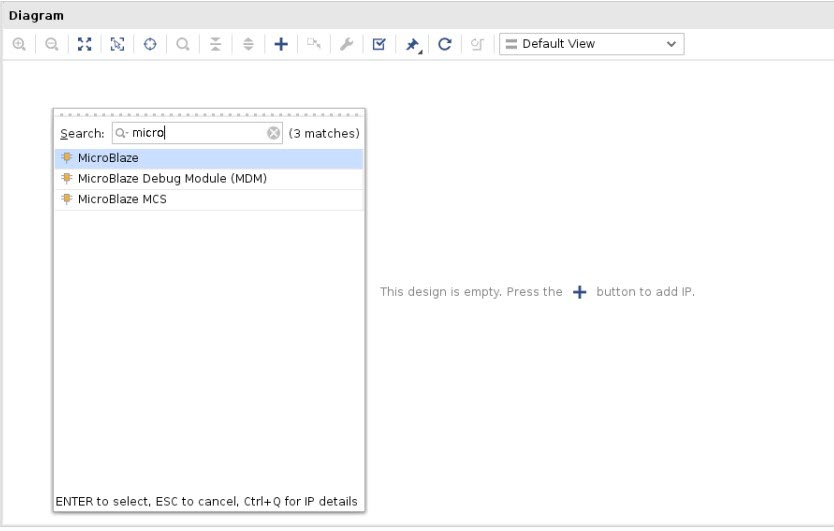 Diagram
Default View
Search: micro (3 matches)
MicroBlaze
MicroBlaze Debug Module (MDM)
MicroBlaze MCS
This design is empty. Press the + button to add IP.
ENTER to select, ESC to cancel, Ctrl+Q for IP details